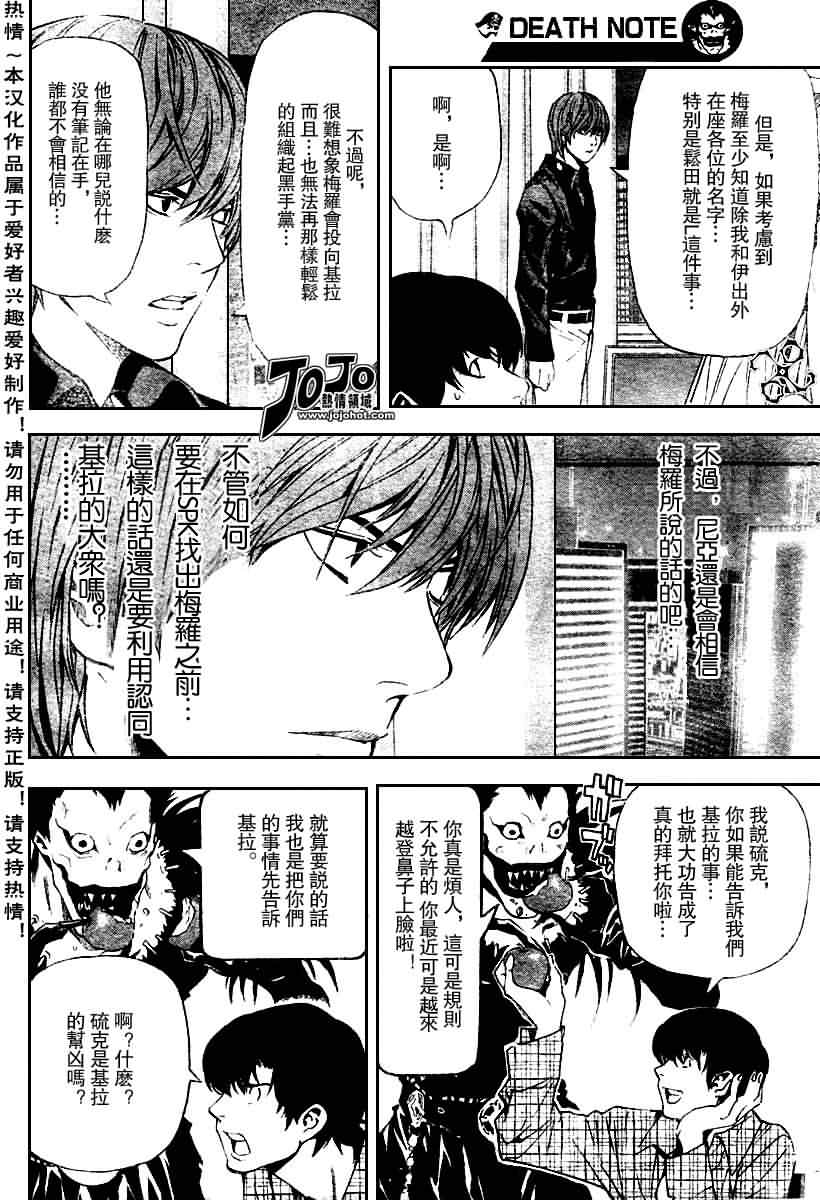 DEATH NOTE
但是，如果考慮到
梅羅至少知道除我和伊出外
在座各位的名字…
特別是鬆田就是L這件事…
啊，是啊…
不過呢，
很難想象梅羅會投向基拉
而且…也無法再那樣輕鬆
的組織起黑手黨…
他無論在哪兒說什麽
没有筆記在手，
誰都不會相信的…
JOJO
熱情領域
www.jojohot.com
不過，尼亞還是會相信
梅羅所說的話的吧…
不管如何
要在SPK找出梅羅之前…
這樣的話還是要利用認同
基拉的大衆嗎？
………
我説硫克，
你如果能告訴我們
基拉的事…
也就大功告成了
真的拜托你啦…
你真是煩人，這可是規則
不允許的 你最近可是越來
越登鼻子上臉啦！
就算要説的話
我也是把你們
的事情先告訴
基拉。
啊？什麽？
硫克是基拉
的幫凶嗎？
热情～本汉化作品属于爱好者兴趣爱好制作！请勿用于任何商业用途！请支持正版！请支持热情！